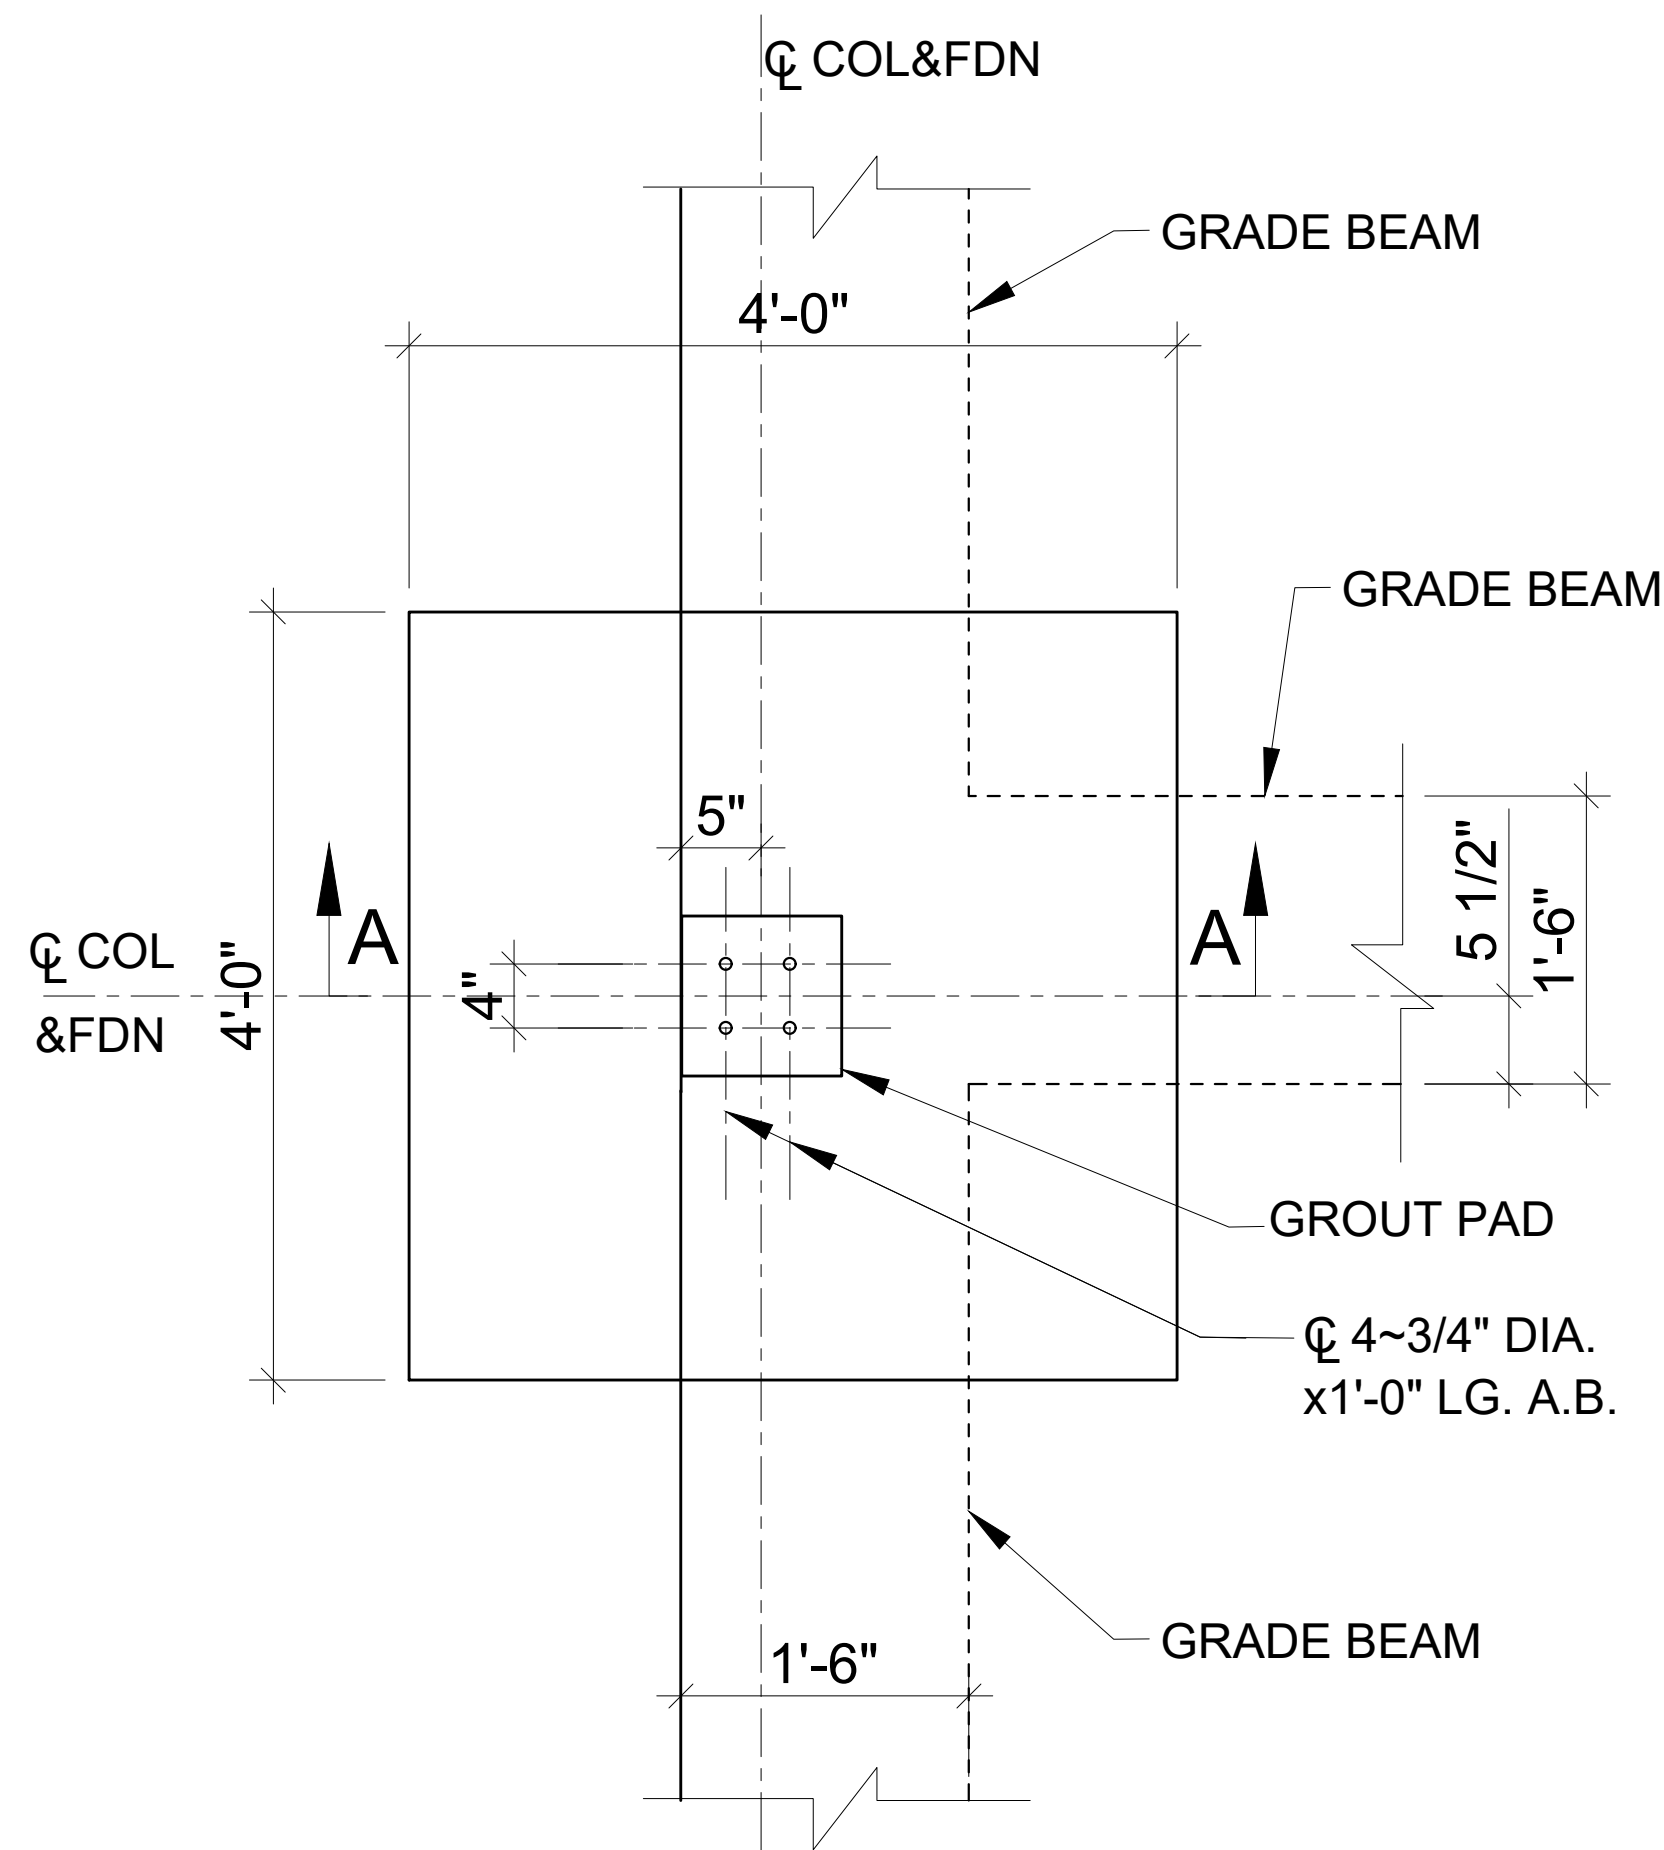 ℄ COL&FDN
GRADE BEAM
4'-0"
GRADE BEAM
5"
5 1/2"
1'-6"
A
A
℄ COL
&FDN
4'-0"
4"
GROUT PAD
℄ 4~3/4" DIA.
x1'-0" LG. A.B.
GRADE BEAM
1'-6"